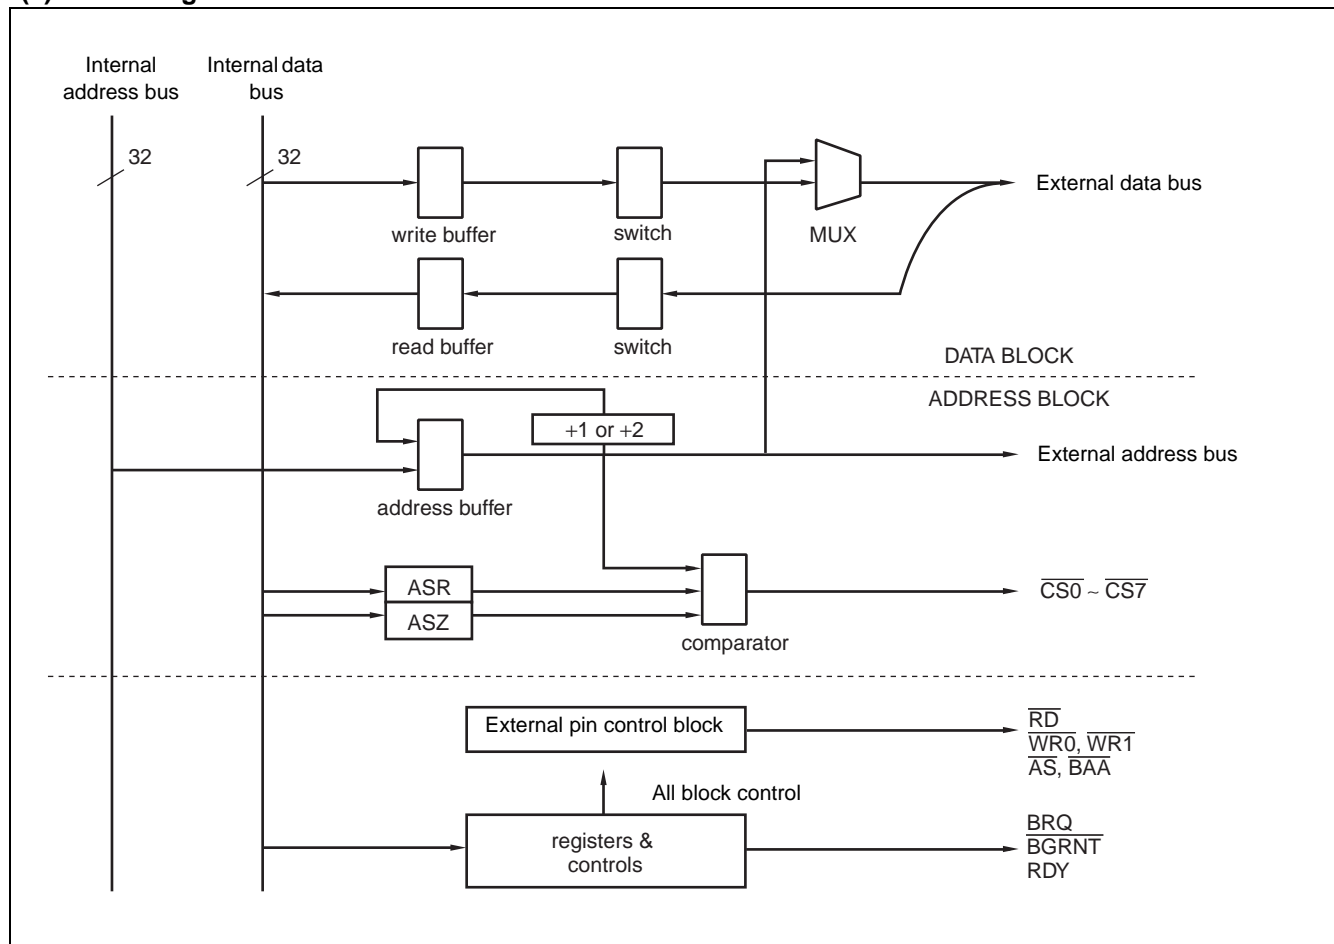 Internal
address bus
Internal data
bus
32
32
write buffer
switch
MUX
External data bus
read buffer
switch
DATA BLOCK
ADDRESS BLOCK
+1 or +2
External address bus
address buffer
ASR
ASZ
comparator
CS0 ~ CS7
External pin control block
RD
WR0, WR1
AS, BAA
All block control
registers &
controls
BRQ
BGRNT
RDY